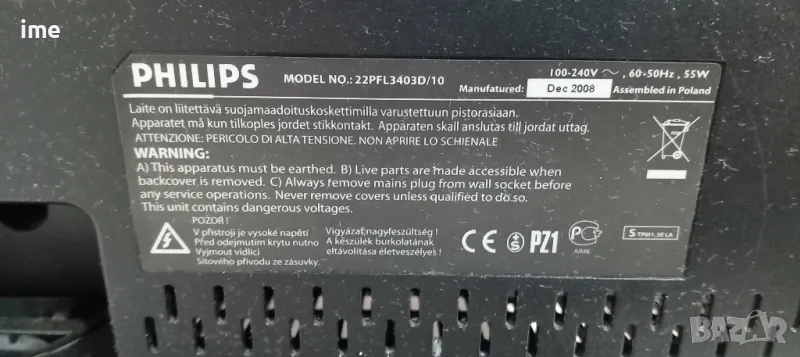 ime
PHILIPS MODEL NO.: 22PFL3403D/10
100-240V ~, 60-50Hz, 55W
Manufatured: Dec 2008 Assembled in Poland
Laite on liitettävä suojamaadoituskoskettimilla varustettuun pistorasiaan.
Apparatet må kun tilkoples jordet stikkontakt. Apparaten skall anslutas till jordat uttag.
ATTENZIONE: PERICOLO DI ALTA TENSIONE. NON APRIRE LO SCHIENALE
WARNING:
A) This apparatus must be earthed. B) Live parts are made accessible when
backcover is removed. C) Always remove mains plug from wall socket before
any service operations. Never remove covers unless qualified to do so.
This unit contains dangerous voltages.
POZOR!
V přístroji je vysoké napětí
Před odejmutím krytu nutno
Vyjmout vidlici
Síťového přívodu ze zásuvky.
Vigyázat, nagyfeszültség!
A készülék burkolatának
eltávolítása életveszélyes!
CE S PZ1 PG
S TPM1.3E LA
BAZAR